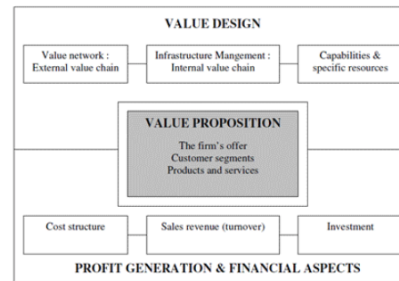 VALUE DESIGN
Value network :
External value chain
Infrastructure Mangement :
Internal value chain
Capabilities &
specific resources
VALUE PROPOSITION
The firm's offer
Customer segments
Products and services
Cost structure
Sales revenue (turnover)
Investment
PROFIT GENERATION & FINANCIAL ASPECTS